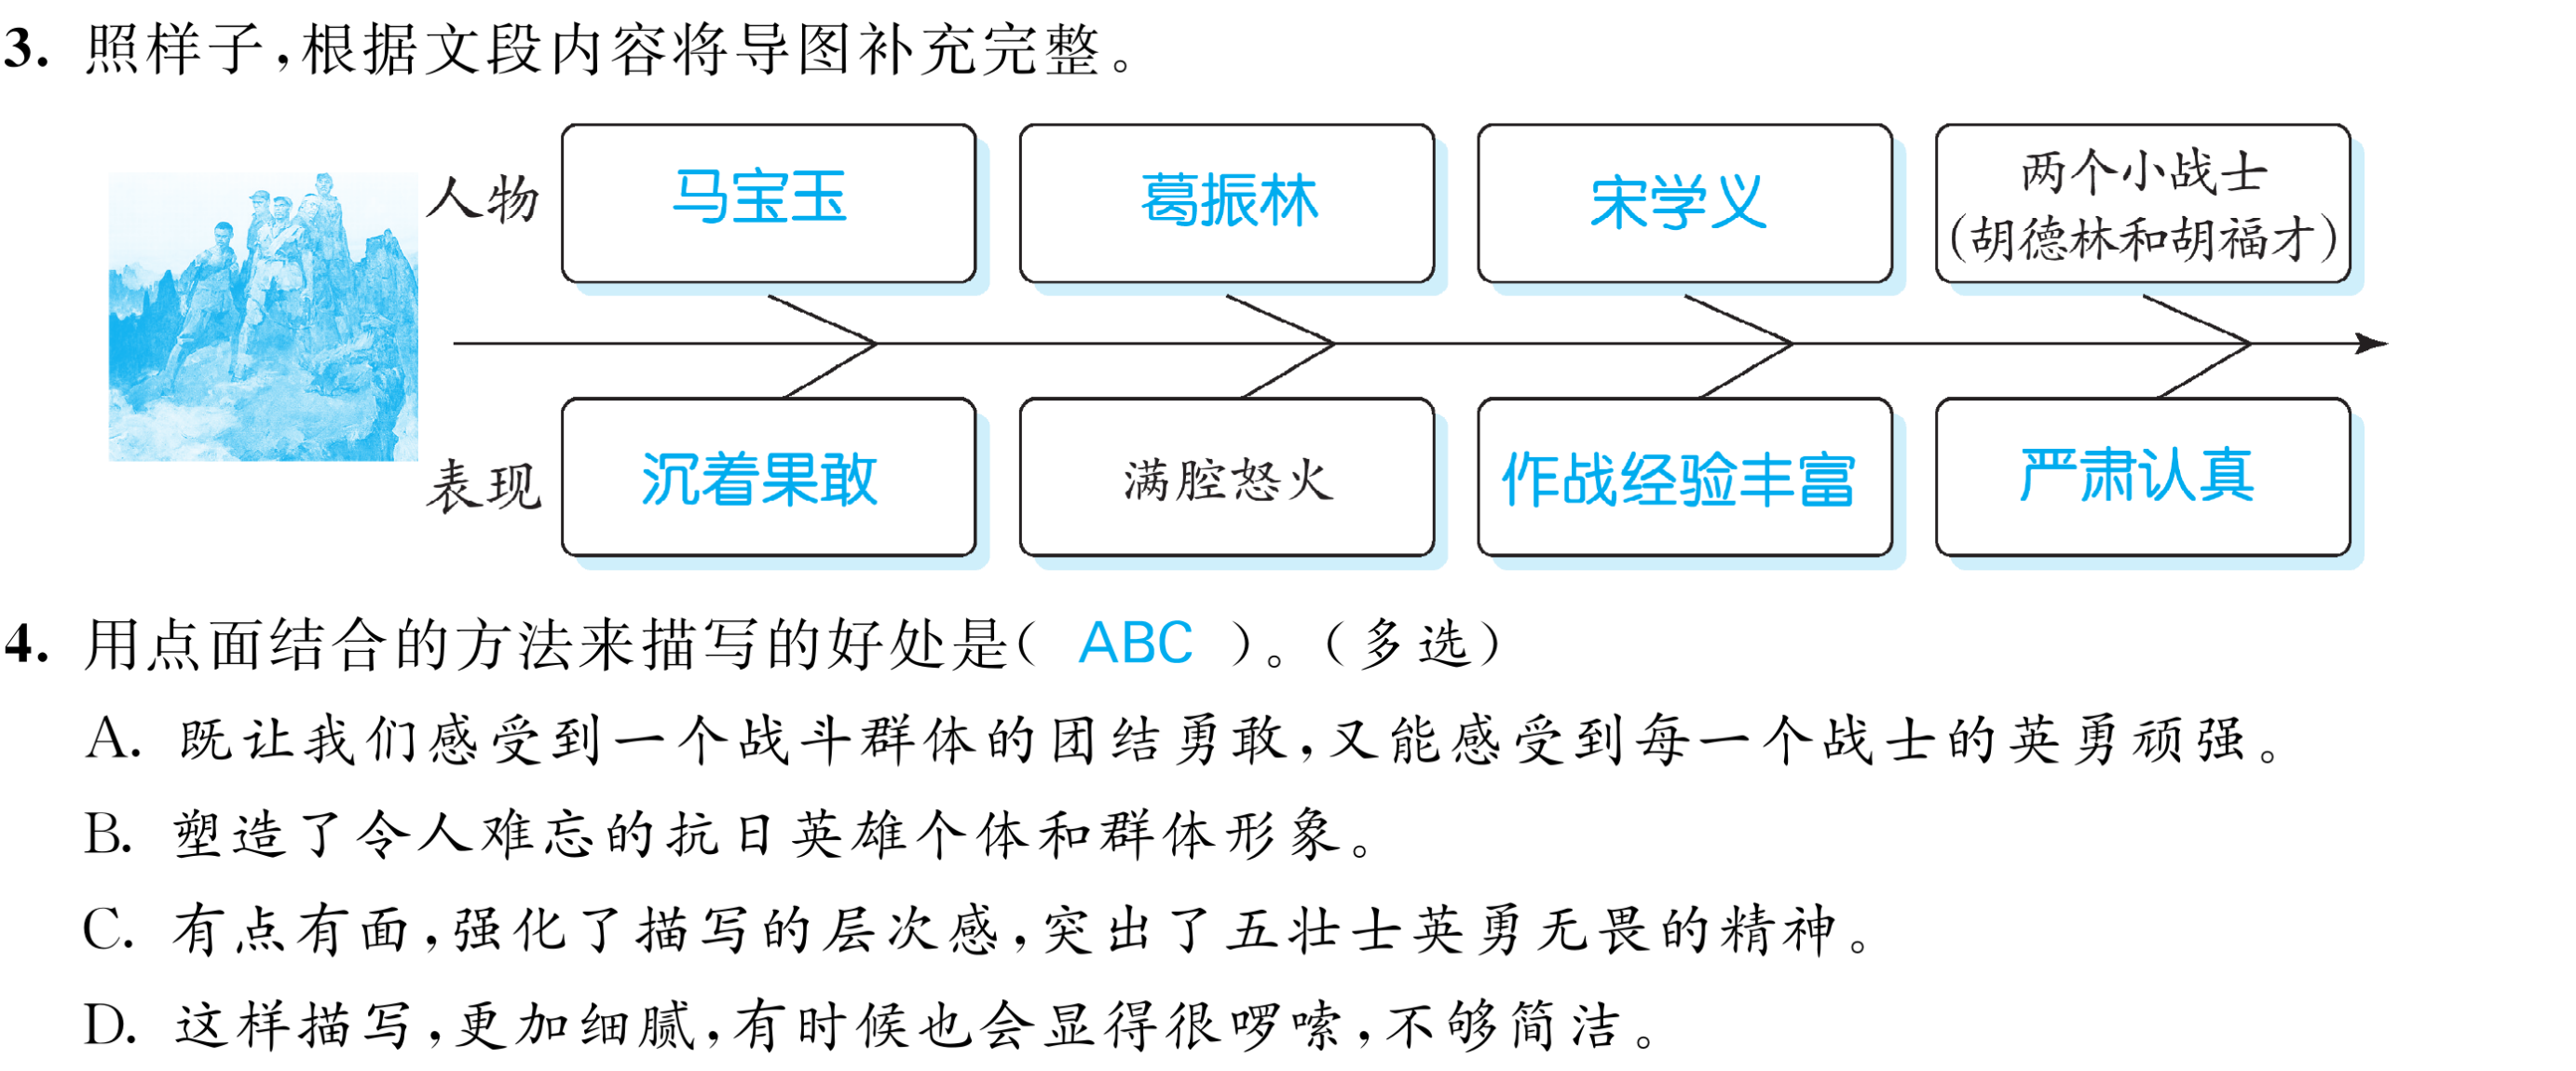 3. 照样子,根据文段内容将导图补充完整。
人物 马宝玉 葛振林 宋学义 两个小战士
(胡德林和胡福才)
表现 沉着果敢 满腔怒火 作战经验丰富 严肃认真
4. 用点面结合的方法来描写的好处是( ABC )。(多选)
A. 既让我们感受到一个战斗群体的团结勇敢,又能感受到每一个战士的英勇顽强。
B. 塑造了令人难忘的抗日英雄个体和群体形象。
C. 有点有面,强化了描写的层次感,突出了五壮士英勇无畏的精神。
D. 这样描写,更加细腻,有时候也会显得很啰嗦,不够简洁。